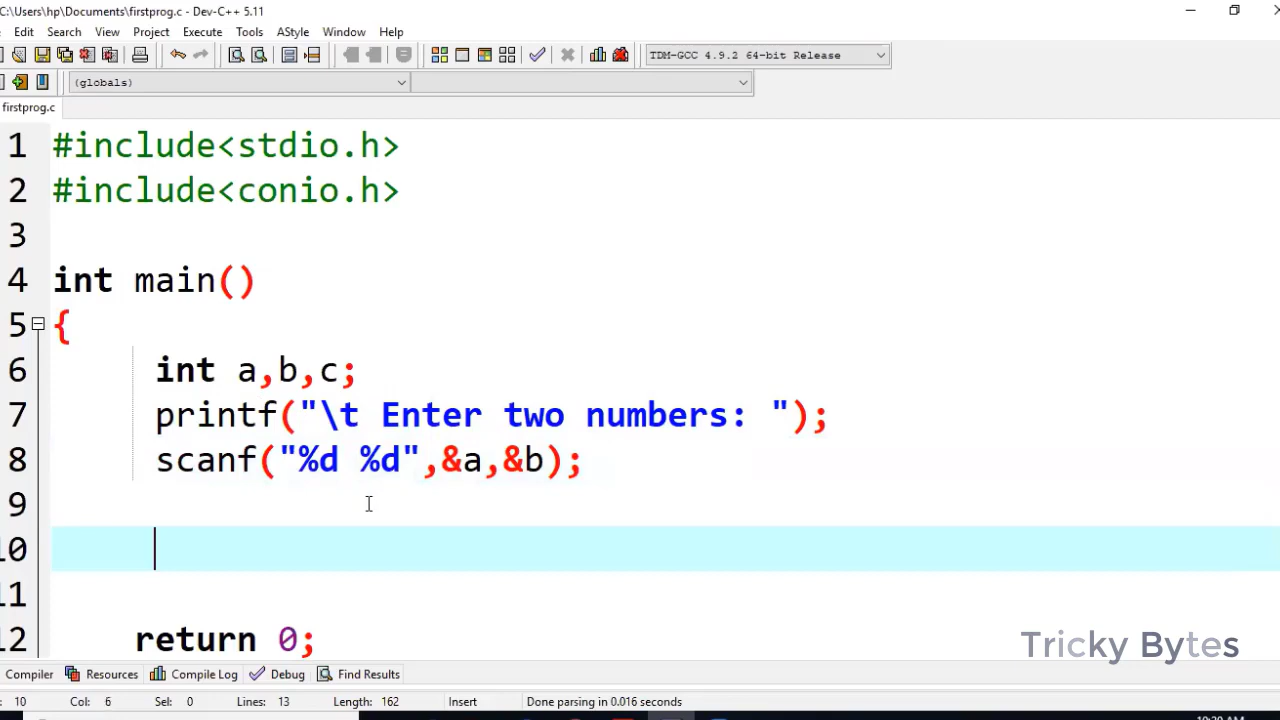 C:\Users\hp\Documents\firstprog.c - Dev-C++ 5.11
Edit Search View Project Execute Tools AStyle Window Help
TDM-GCC 4.9.2 64-bit Release
(globals)
firstprog.c
1 #include<stdio.h>
2 #include<conio.h>
3
4 int main()
5 {
6 int a,b,c;
7 printf("\t Enter two numbers: ");
8 scanf("%d %d",&a,&b);
9
10
11
12 return 0;
Tricky Bytes
Compiler Resources Compile Log Debug Find Results
10 Col: 6 Sel: 0 Lines: 13 Length: 162 Insert Done parsing in 0.016 seconds